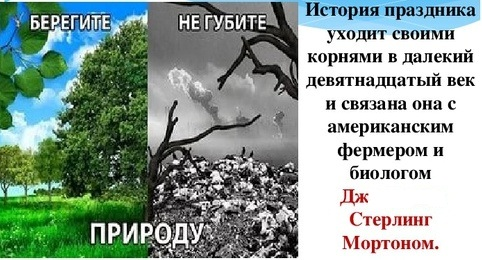 БЕРЕГИТЕ
НЕ ГУБИТЕ
ПРИРОДУ
История праздника
уходит своими
корнями в далекий
девятнадцатый век
и связана она с
американским
фермером и
биологом
Дж
Стерлинг
Мортоном.